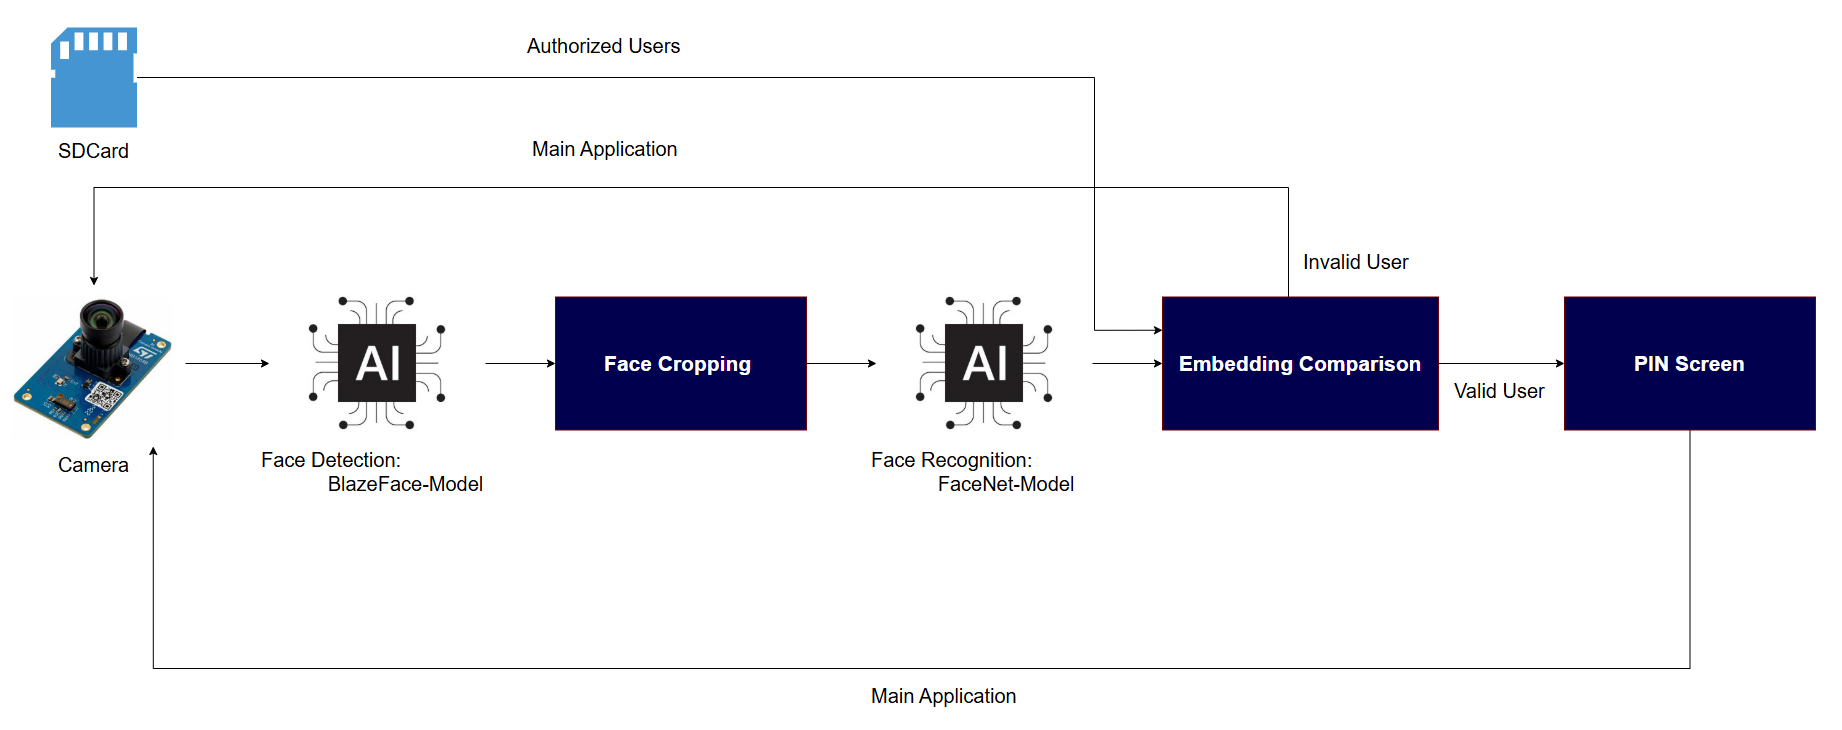 Authorized Users
SDCard
Main Application
Invalid User
AI
Face Cropping
AI
Embedding Comparison
PIN Screen
Valid User
Camera
Face Detection:
BlazeFace-Model
Face Recognition:
FaceNet-Model
Main Application